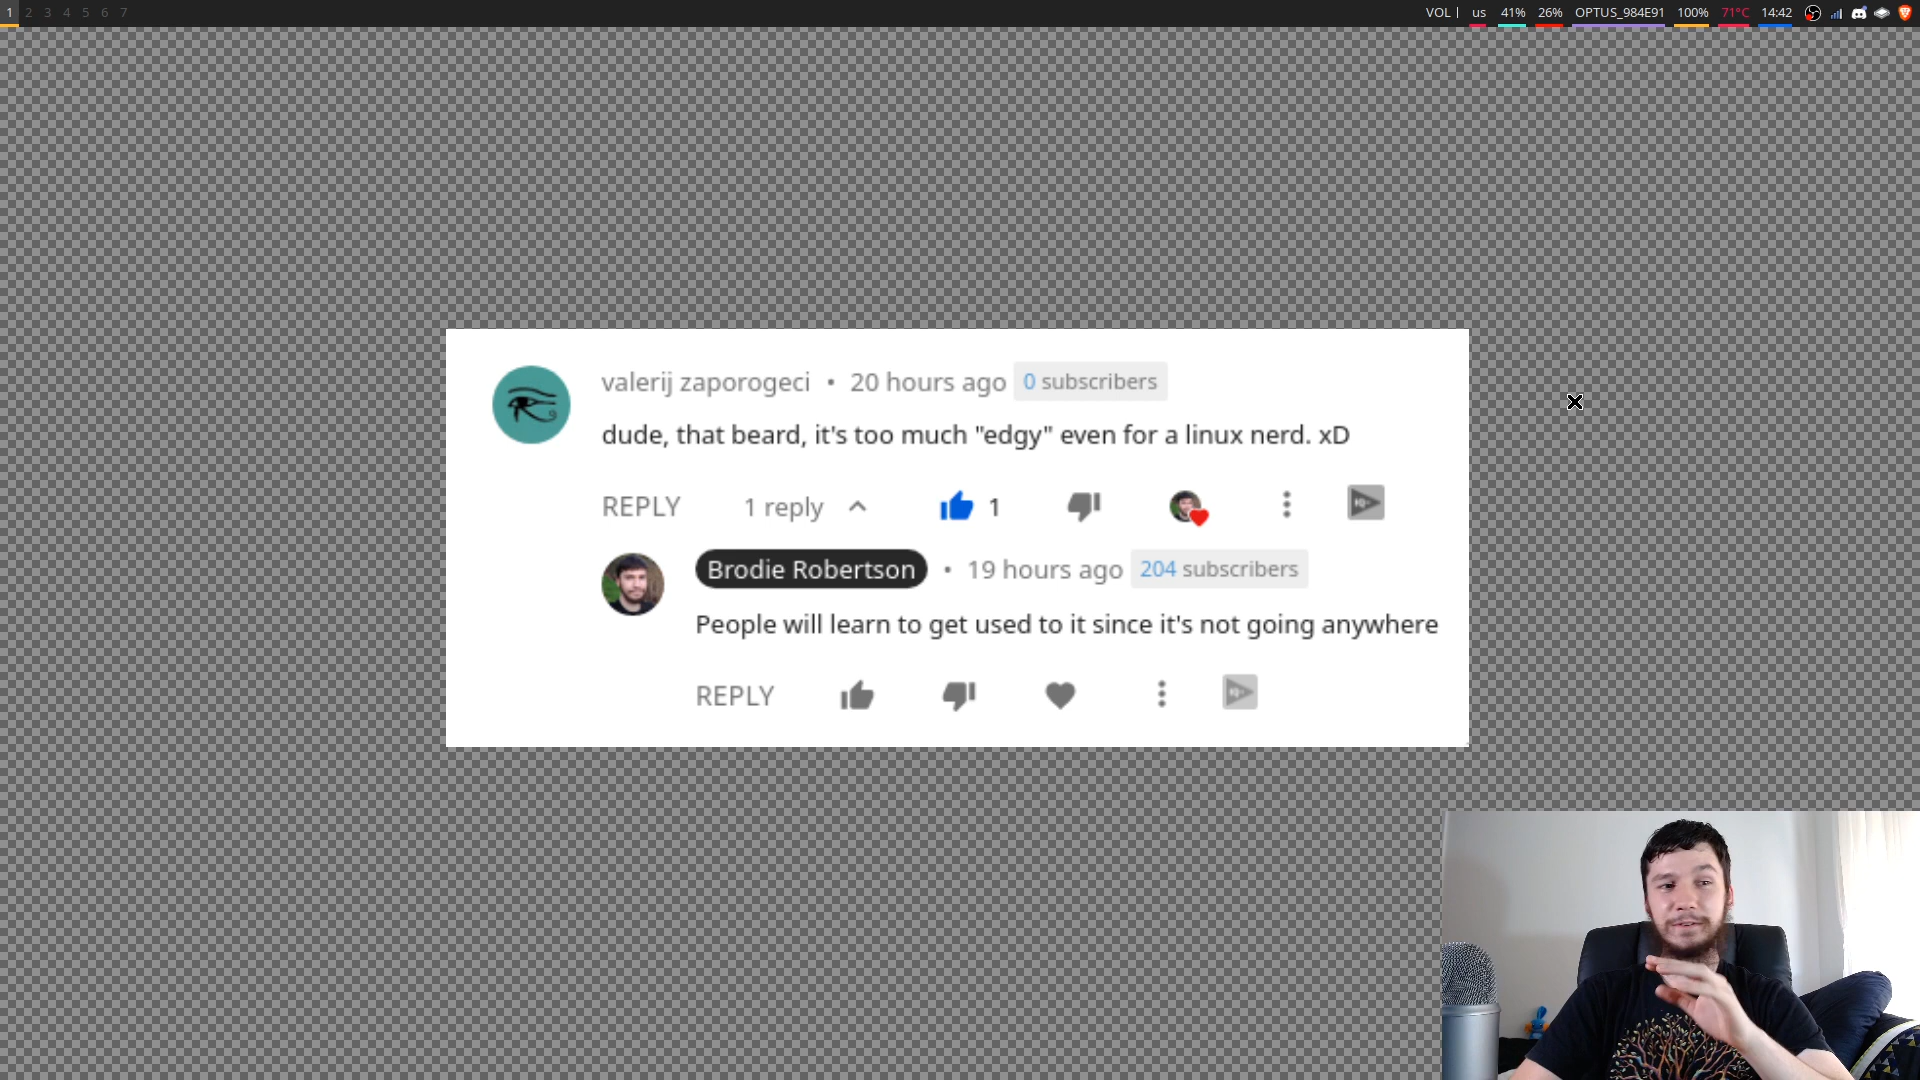 1 2 3 4 5 6 7
VOL | us 41% 26% OPTUS_984E91 100% 71°C 14:42
valerij zaporogeci • 20 hours ago 0 subscribers
dude, that beard, it's too much "edgy" even for a linux nerd. xD
REPLY 1 reply 1
Brodie Robertson • 19 hours ago 204 subscribers
People will learn to get used to it since it's not going anywhere
REPLY